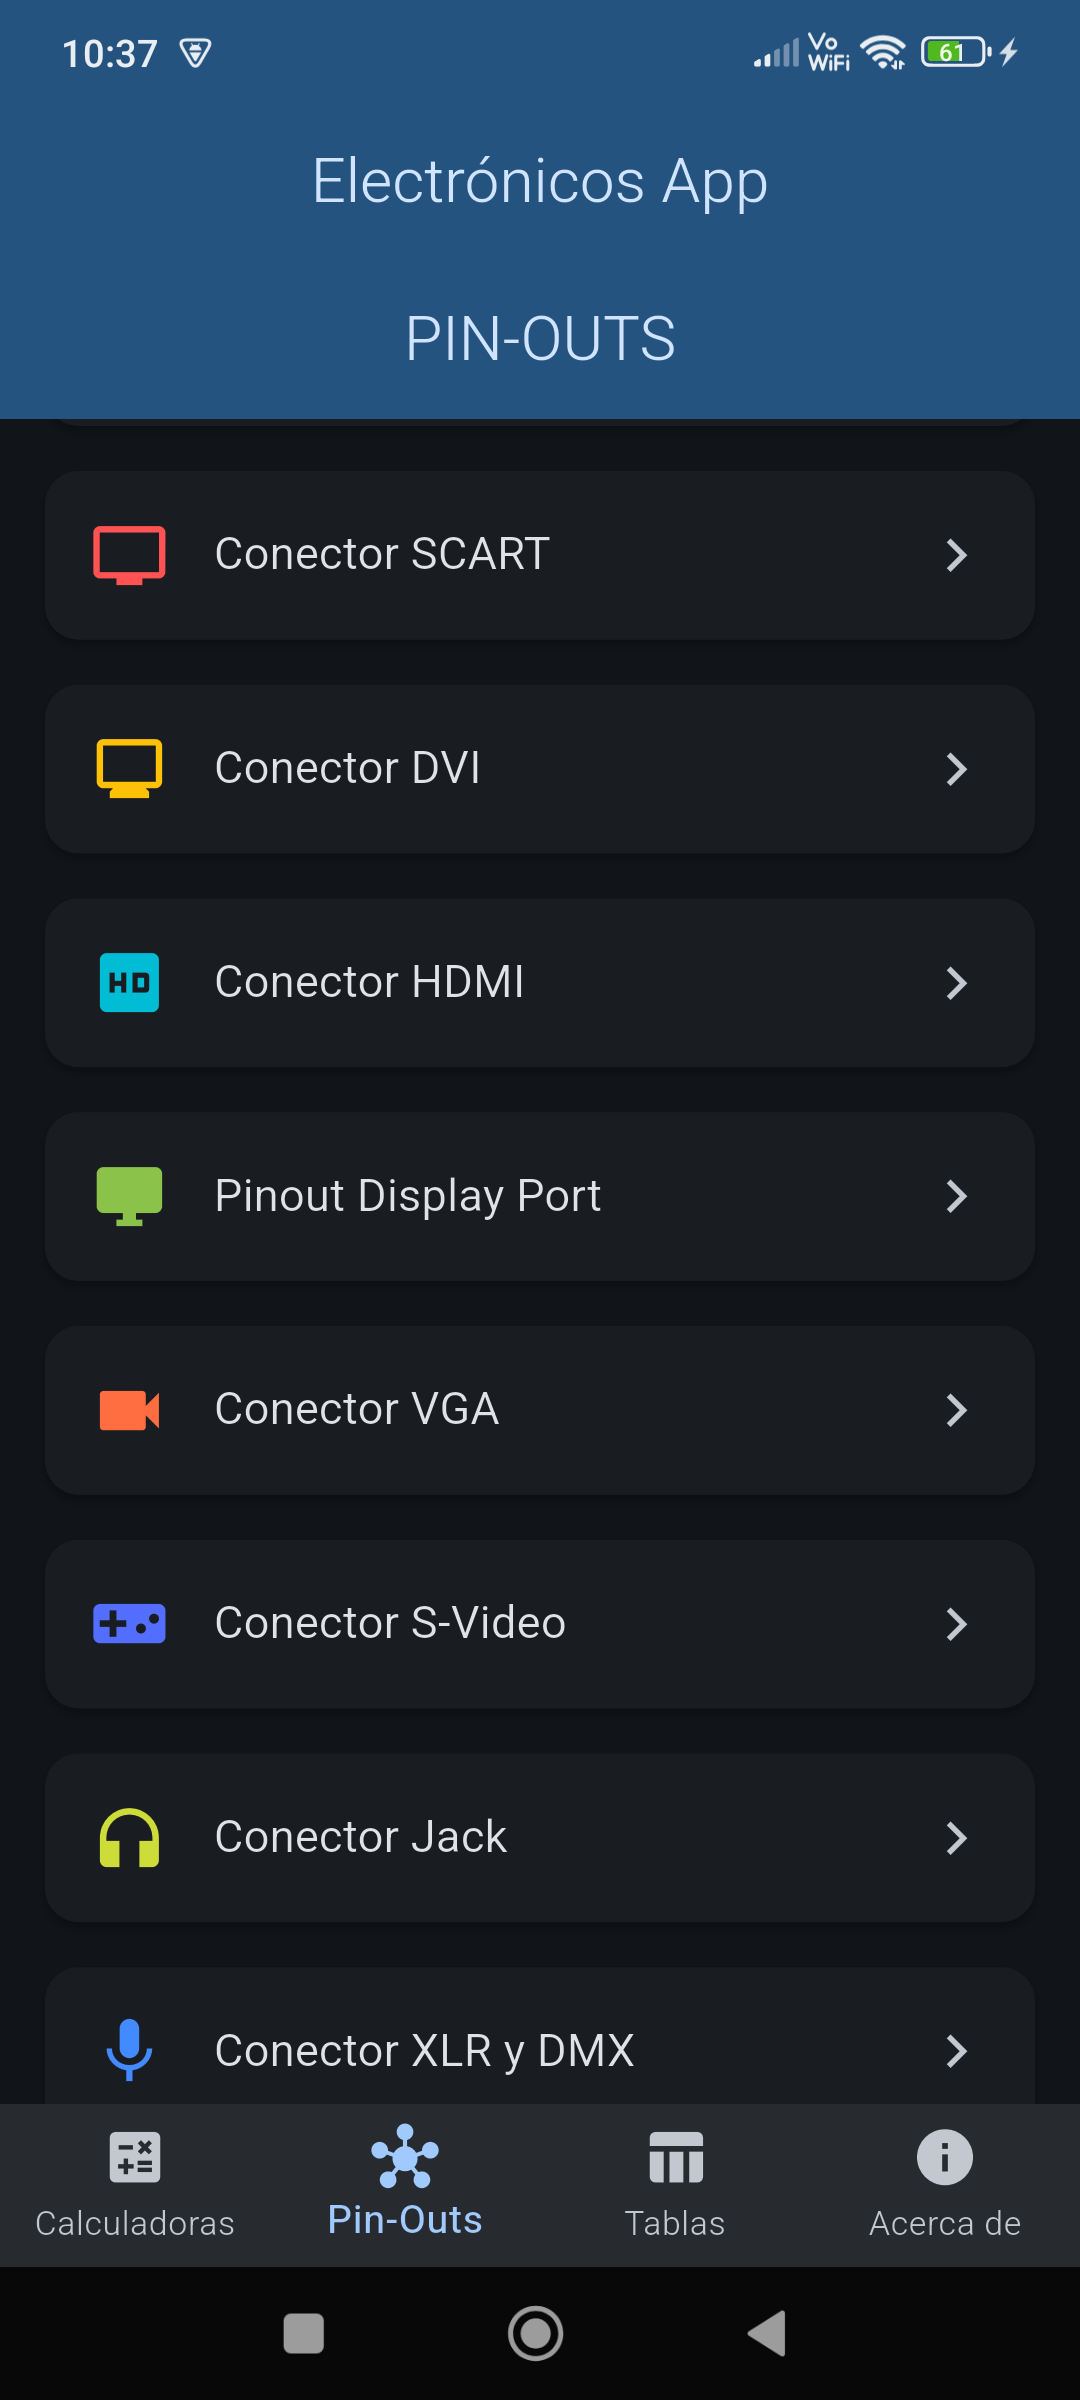 10:37
Vo
WiFi
61
Electrónicos App
PIN-OUTS
Conector SCART
Conector DVI
HD
Conector HDMI
Pinout Display Port
Conector VGA
Conector S-Video
Conector Jack
Conector XLR y DMX
Calculadoras
Pin-Outs
Tablas
Acerca de